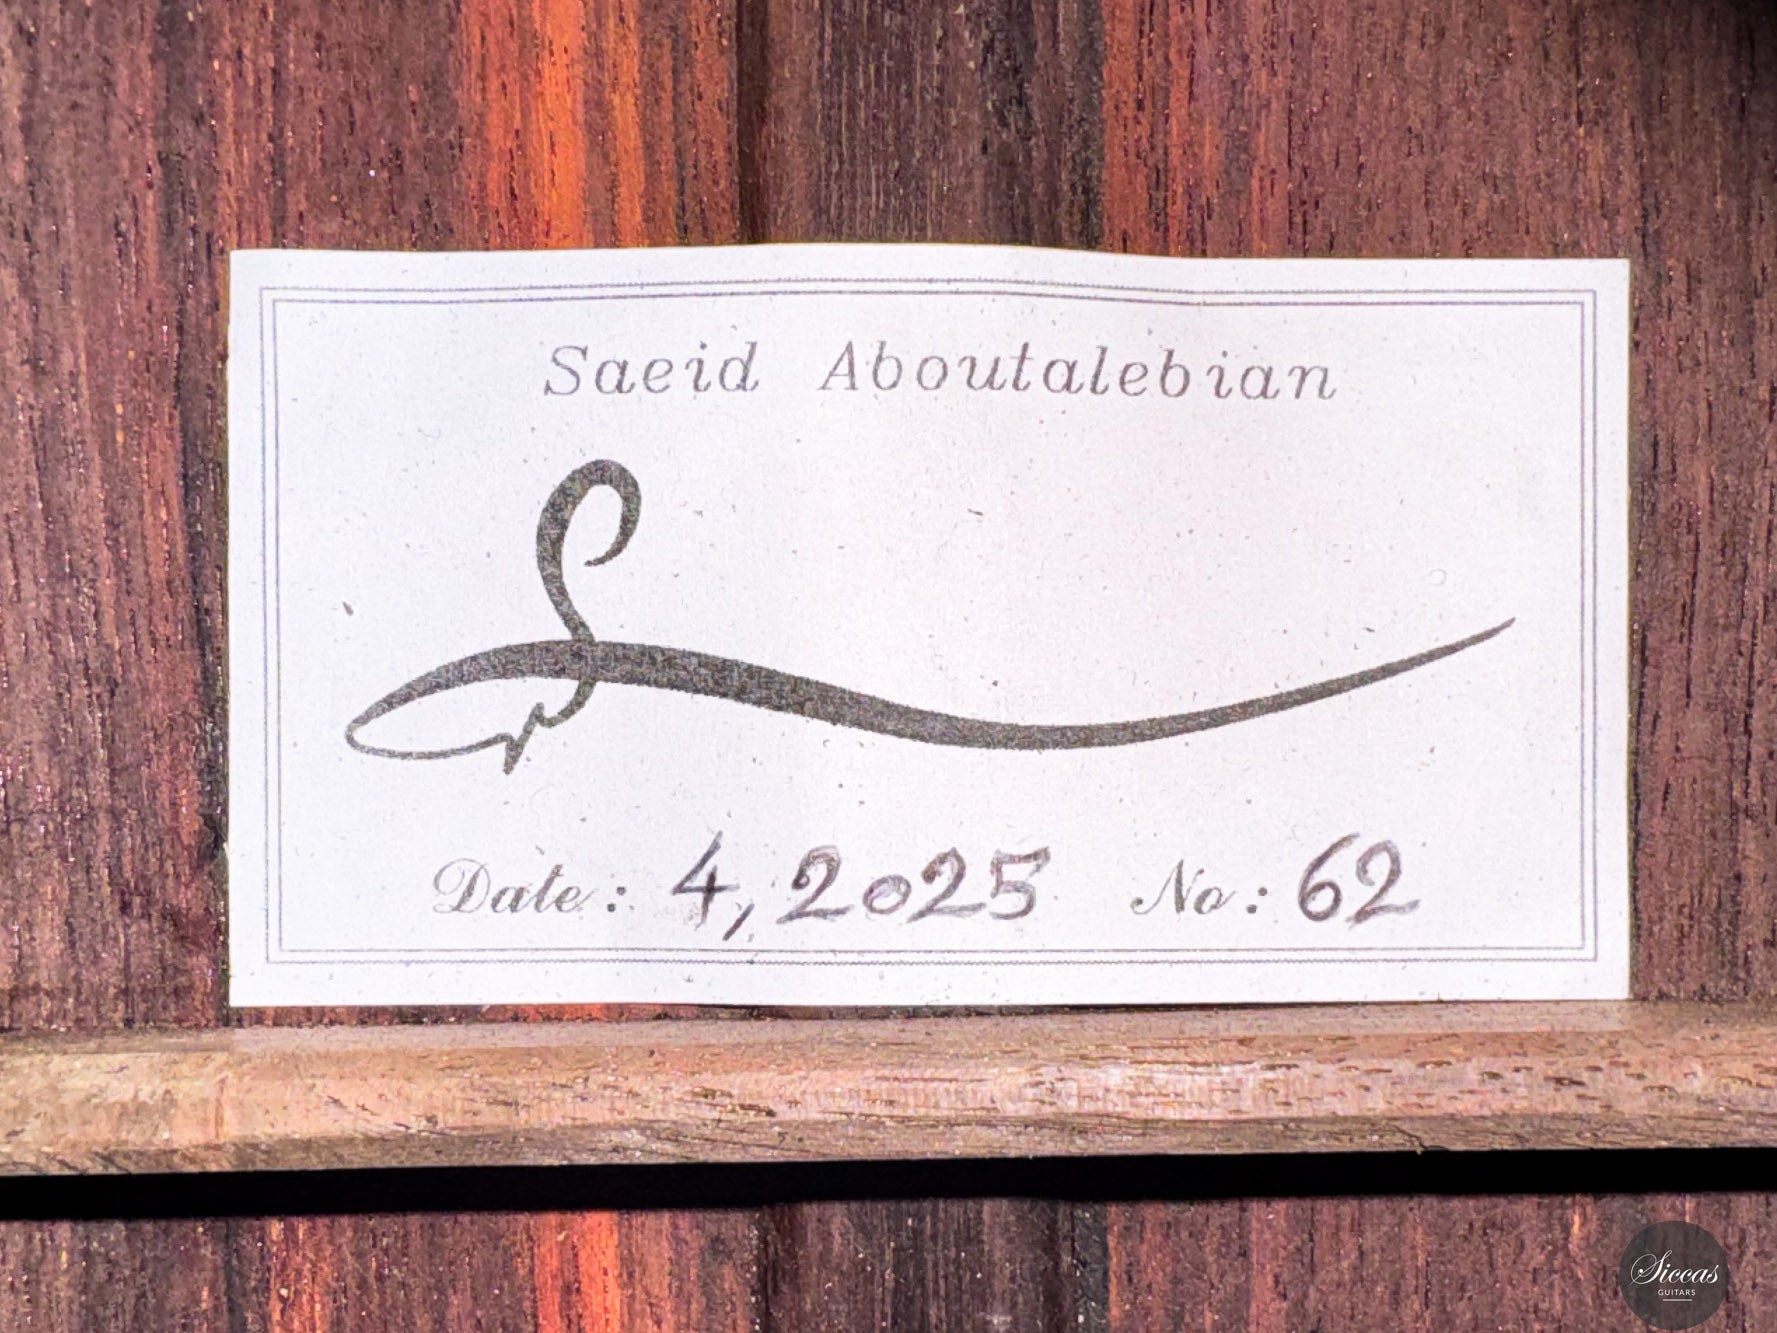 Saeid Aboutalebian
Date: 4, 2025 No: 62
Siccas
GUITARS